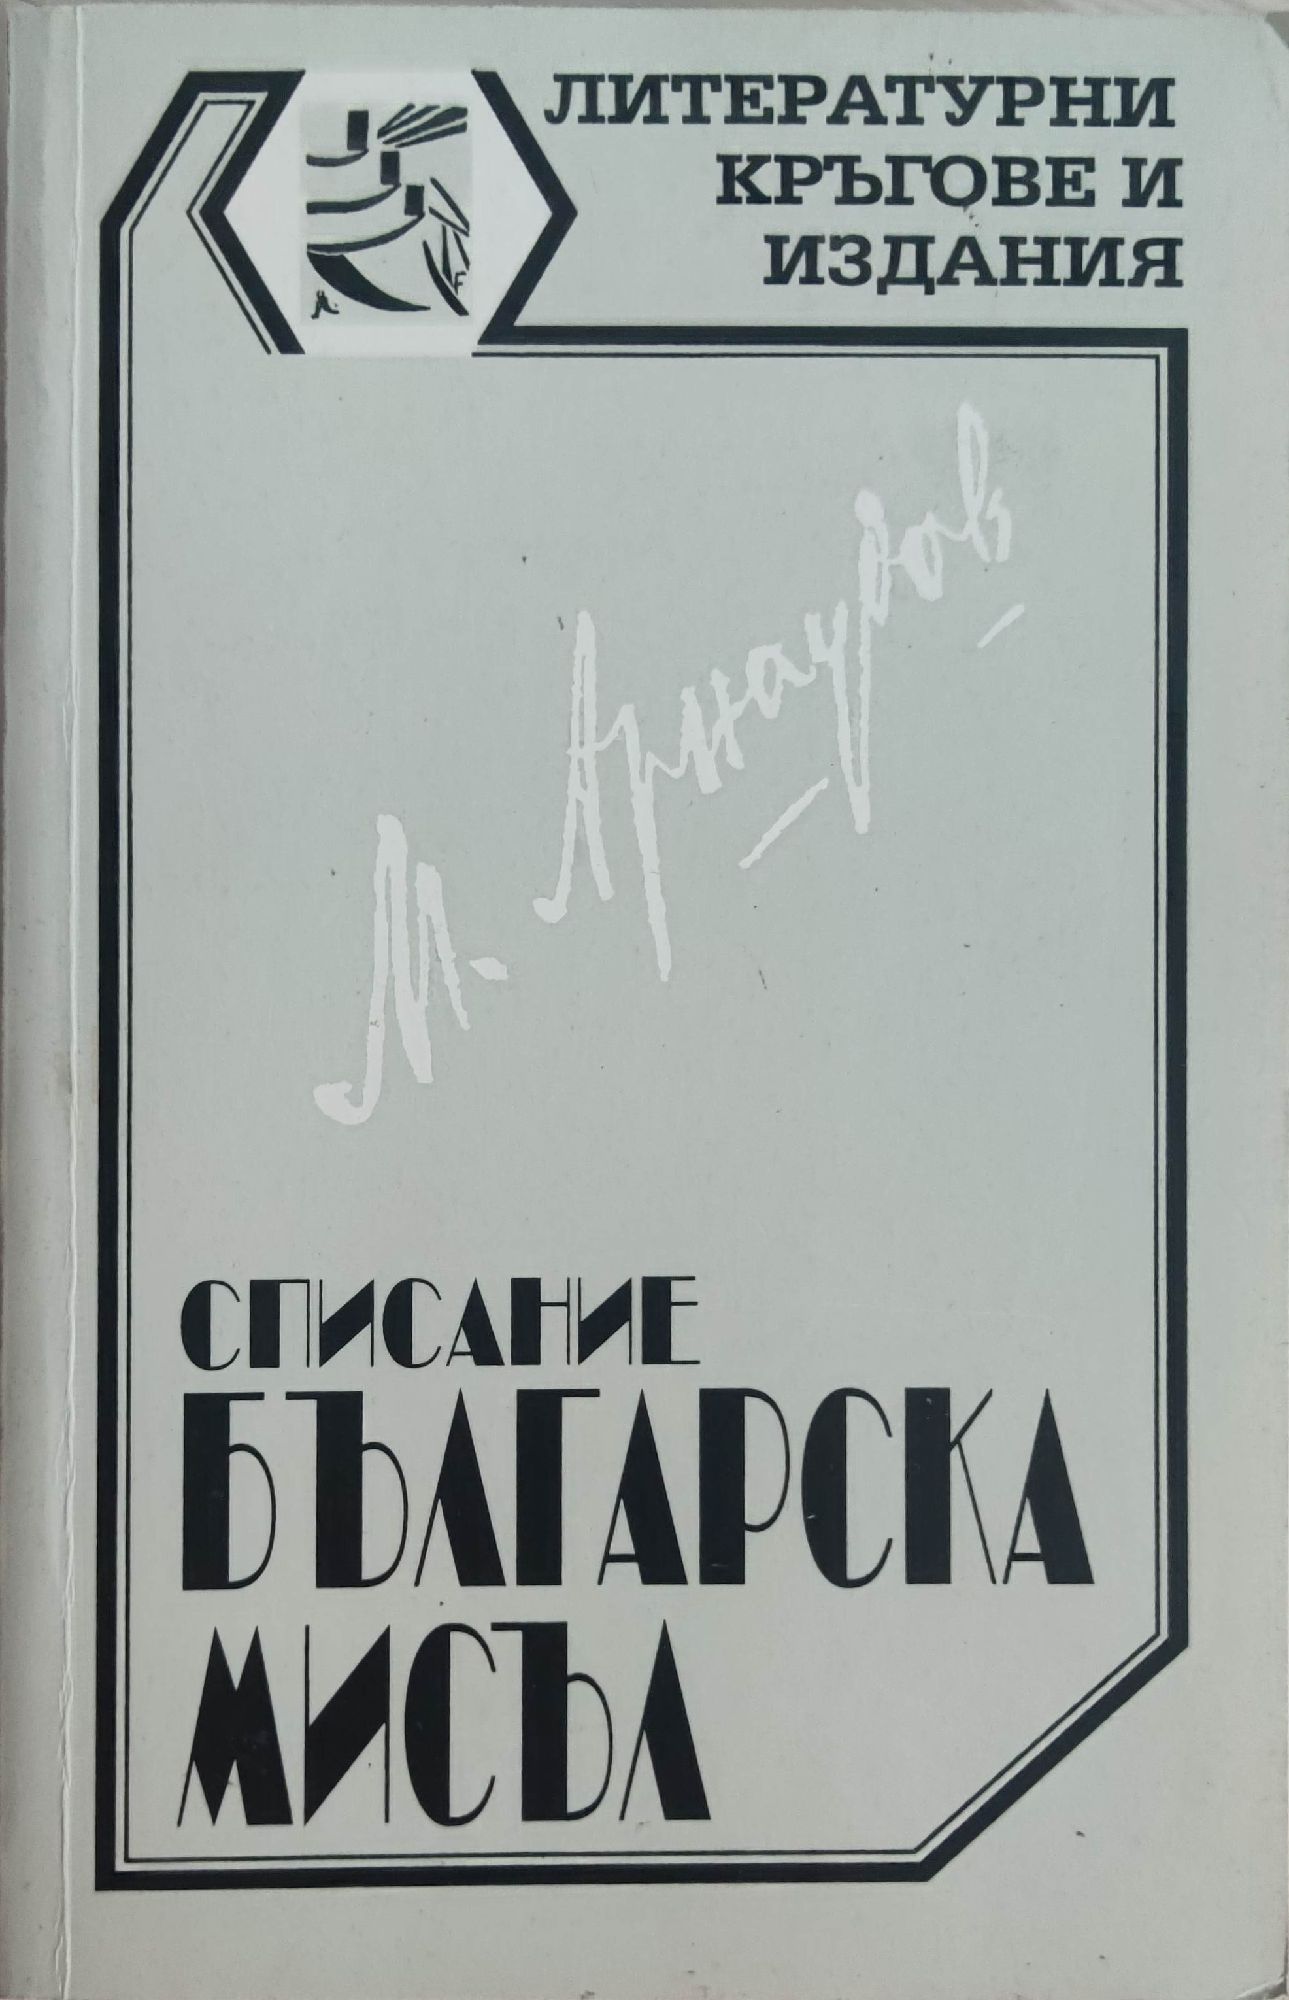 ЛИТЕРАТУРНИ
КРЪГОВЕ И
ИЗДАНИЯ
М. Арнаудов
СПИСАНИЕ
БЪЛГАРСКА
МИСЪЛ